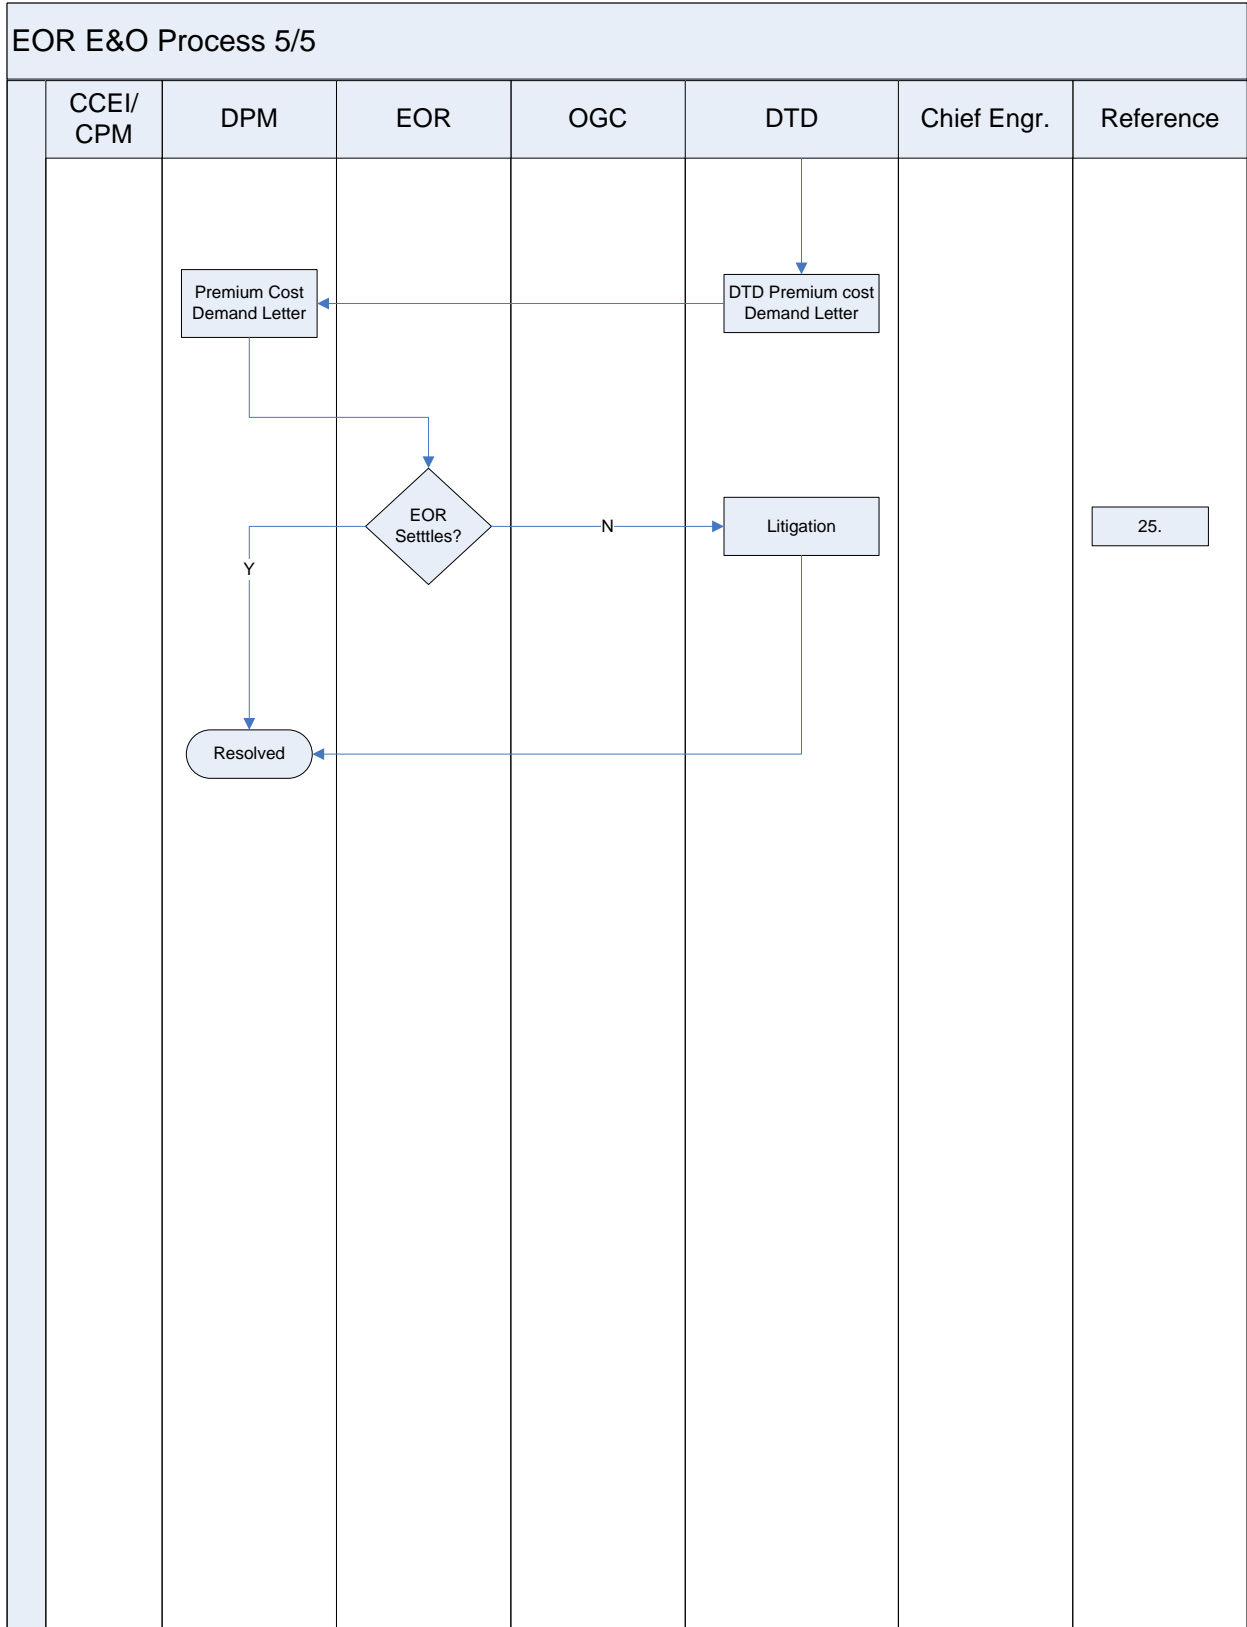 EOR E&O Process 5/5
CCEI/
CPM
DPM
EOR
OGC
DTD
Chief Engr.
Reference
Premium Cost
Demand Letter
DTD Premium cost
Demand Letter
EOR
Setttles?
N
Litigation
25.
Y
Resolved